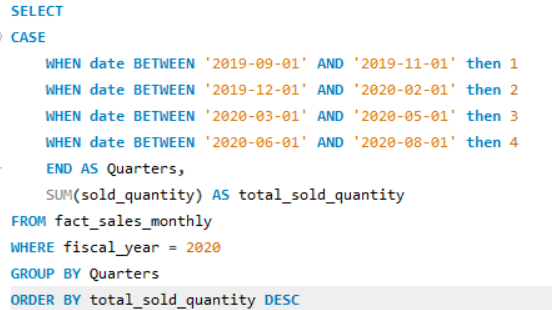 SELECT
CASE
WHEN date BETWEEN '2019-09-01' AND '2019-11-01' then 1
WHEN date BETWEEN '2019-12-01' AND '2020-02-01' then 2
WHEN date BETWEEN '2020-03-01' AND '2020-05-01' then 3
WHEN date BETWEEN '2020-06-01' AND '2020-08-01' then 4
END AS Quarters,
SUM(sold_quantity) AS total_sold_quantity
FROM fact_sales_monthly
WHERE fiscal_year = 2020
GROUP BY Quarters
ORDER BY total_sold_quantity DESC